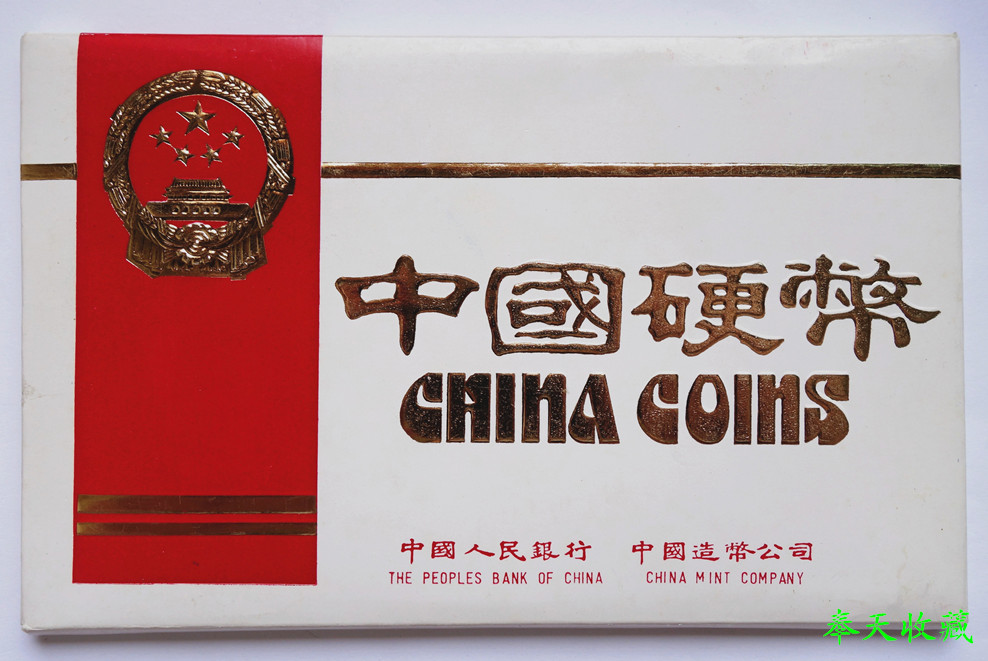 中國硬幣
CHINA COINS
中國人民銀行 中國造幣公司
THE PEOPLES BANK OF CHINA CHINA MINT COMPANY
奉天收藏